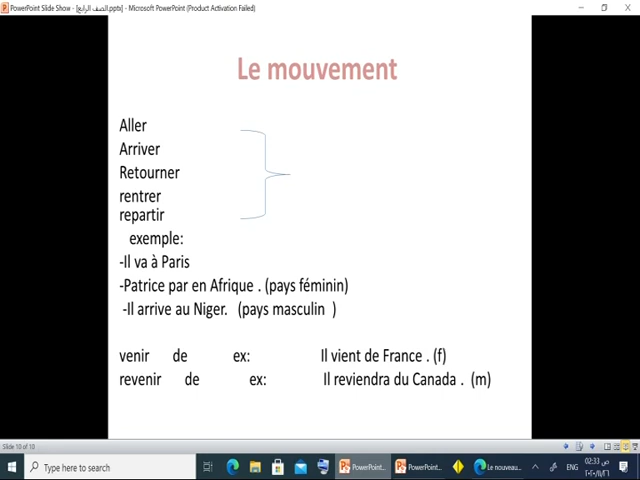 PowerPoint Slide Show - [الصف الرابع.pptx] - Microsoft PowerPoint (Product Activation Failed)
Le mouvement
Aller
Arriver
Retourner
rentrer
repartir
exemple:
-Il va à Paris
-Patrice par en Afrique . (pays féminin)
-Il arrive au Niger. (pays masculin )
venir de ex: Il vient de France . (f)
revenir de ex: Il reviendra du Canada . (m)
Slide 10 of 10
Type here to search
PowerPoint...
PowerPoint...
Le nouveau...
ENG
02:33 ص